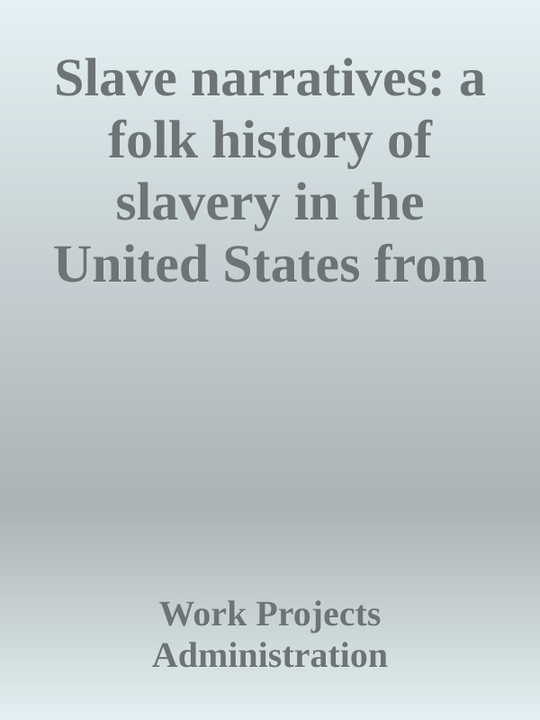 Slave narratives: a
folk history of
slavery in the
United States from
Work Projects
Administration